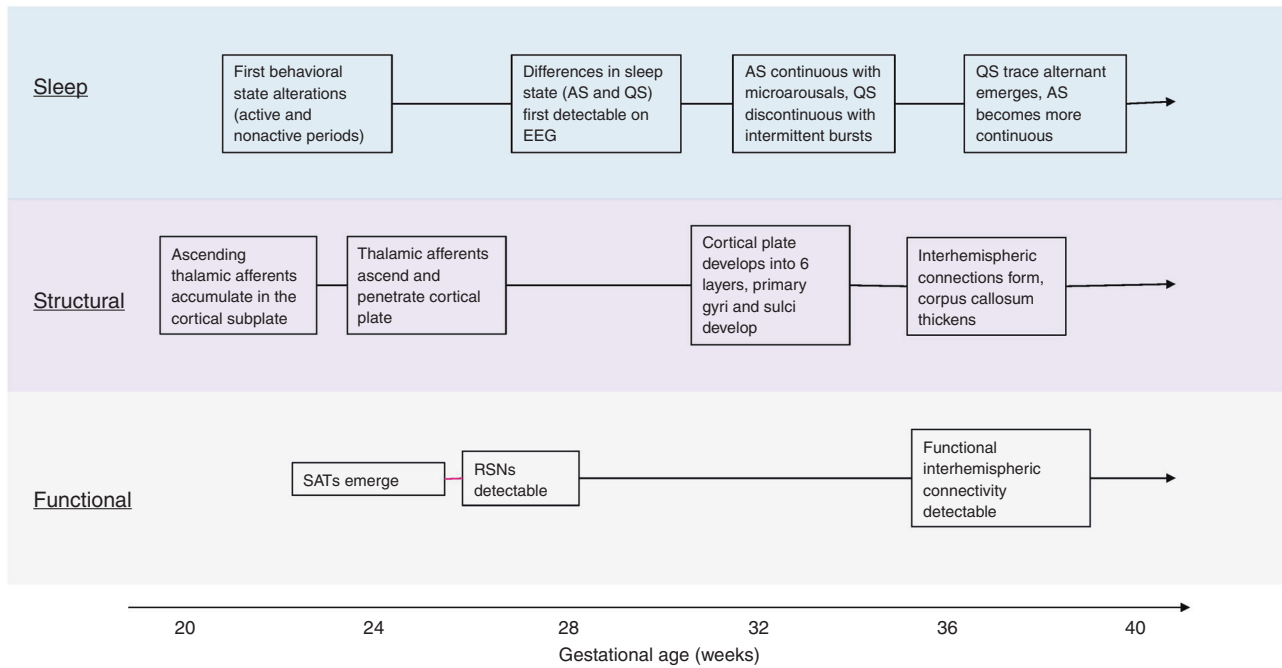 Sleep
First behavioral
state alterations
(active and
nonactive periods)
Differences in sleep
state (AS and QS)
first detectable on
EEG
AS continuous with
microarousals, QS
discontinuous with
intermittent bursts
QS trace alternant
emerges, AS
becomes more
continuous
Structural
Ascending
thalamic afferents
accumulate in the
cortical subplate
Thalamic afferents
ascend and
penetrate cortical
plate
Cortical plate
develops into 6
layers, primary
gyri and sulci
develop
Interhemispheric
connections form,
corpus callosum
thickens
Functional
SATs emerge
RSNs
detectable
Functional
interhemispheric
connectivity
detectable
20 24 28 32 36 40
Gestational age (weeks)